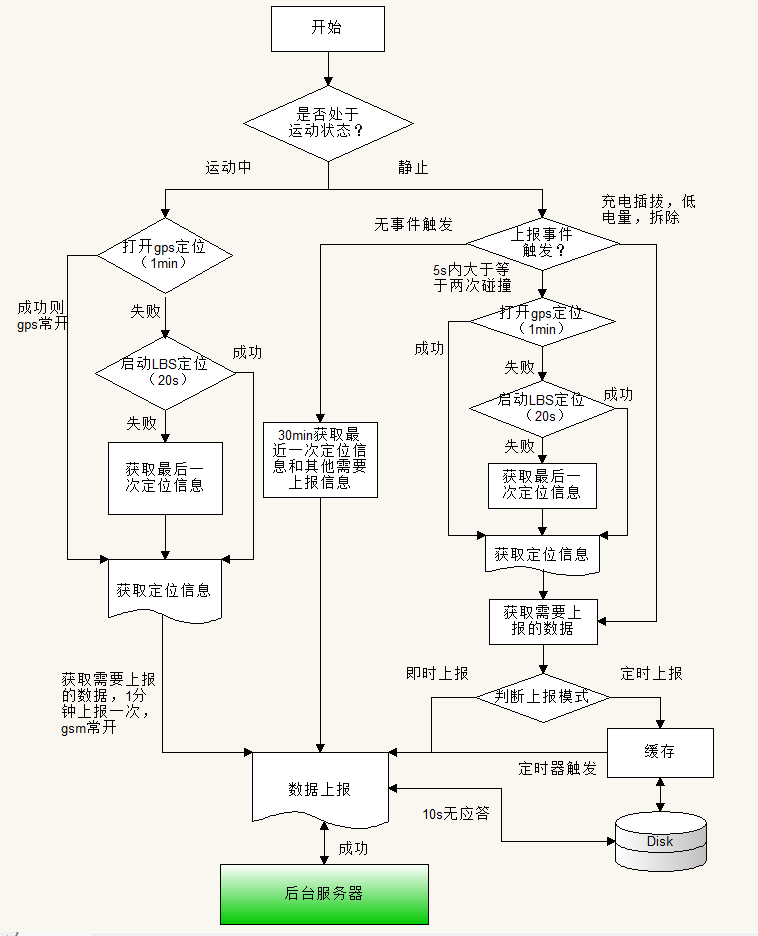 开始
是否处于
运动状态？
运动中
静止
充电插拔，低
电量，拆除
无事件触发
上报事件
触发？
打开gps定位
（1min）
5s内大于等
于两次碰撞
成功则
gps常开
失败
打开gps定位
（1min）
成功
启动LBS定位
（20s）
成功
失败
失败
启动LBS定位
（20s）
成功
失败
30min获取最
近一次定位信
息和其他需要
上报信息
获取最后一
次定位信息
获取最后一
次定位信息
获取定位信息
获取定位信息
获取需要上
报的数据
获取需要上报
的数据，1分
钟上报一次，
gsm常开
即时上报
定时上报
判断上报模式
缓存
定时器触发
数据上报
10s无应答
Disk
成功
后台服务器